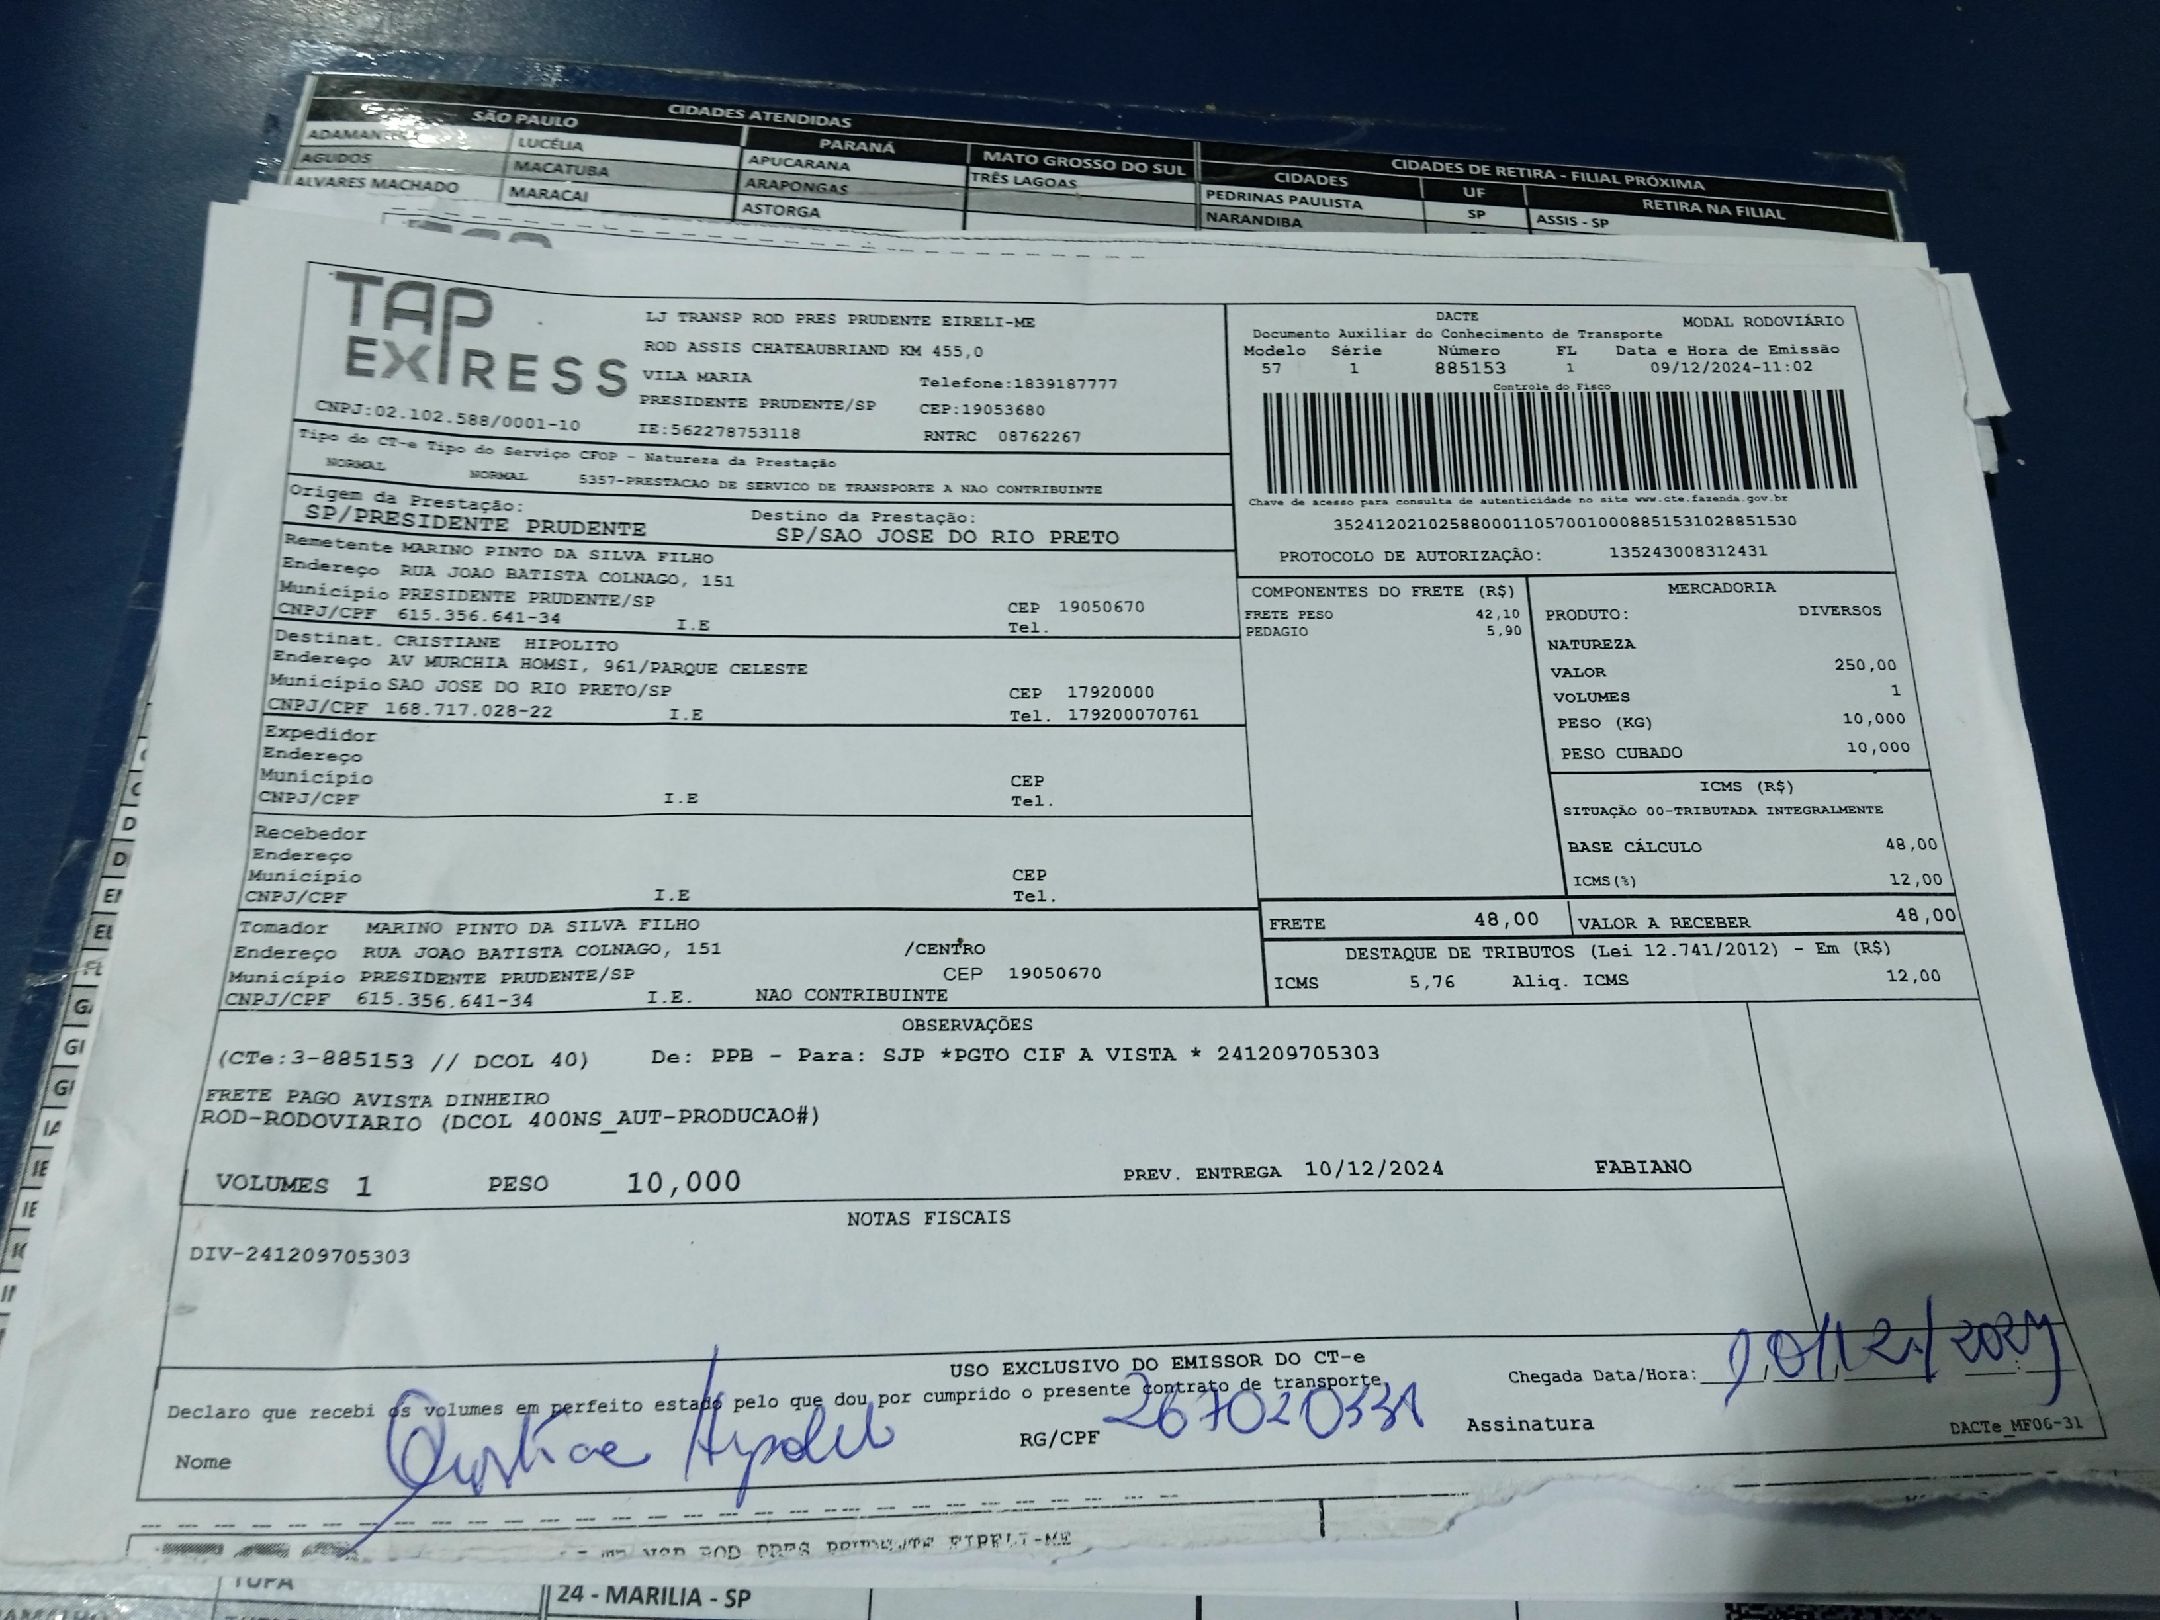 CIDADES ATENDIDAS
SÃO PAULO
PARANÁ
MATO GROSSO DO SUL
CIDADES DE RETIRA - FILIAL PRÓXIMA
CIDADES
UF
RETIRA NA FILIAL
LUCÉLIA
APUCARANA
TRÊS LAGOAS
PEDRINAS PAULISTA
SP
ASSIS - SP
AGUDOS
MACATUBA
ARAPONGAS
NARANDIBA
ALVARES MACHADO
MARACAI
ASTORGA
TAP
EXPRESS
LJ TRANSP ROD PRES PRUDENTE EIRELI-ME
ROD ASSIS CHATEAUBRIAND KM 455,0
VILA MARIA
Telefone:1839187777
PRESIDENTE PRUDENTE/SP
CEP:19053680
CNPJ:02.102.588/0001-10
IE:562278753118
RNTRC 08762267
DACTE
MODAL RODOVIÁRIO
Documento Auxiliar do Conhecimento de Transporte
Modelo Série Número FL Data e Hora de Emissão
57 1 885153 1 09/12/2024-11:02
Controle do Fisco
Chave de acesso para consulta de autenticidade no site www.cte.fazenda.gov.br
35241202102588000110570010008851531028851530
PROTOCOLO DE AUTORIZAÇÃO: 135243008312431
Tipo do CT-e Tipo do Serviço CFOP - Natureza da Prestação
NORMAL NORMAL 5357-PRESTACAO DE SERVICO DE TRANSPORTE A NAO CONTRIBUINTE
Origem da Prestação:
SP/PRESIDENTE PRUDENTE
Destino da Prestação:
SP/SAO JOSE DO RIO PRETO
Remetente MARINO PINTO DA SILVA FILHO
Endereço RUA JOAO BATISTA COLNAGO, 151
Município PRESIDENTE PRUDENTE/SP CEP 19050670
CNPJ/CPF 615.356.641-34 I.E Tel.
Destinat. CRISTIANE HIPOLITO
Endereço AV MURCHIA HOMSI, 961/PARQUE CELESTE
Município SAO JOSE DO RIO PRETO/SP CEP 17920000
CNPJ/CPF 168.717.028-22 I.E Tel. 179200070761
Expedidor
Endereço
Município CEP
CNPJ/CPF I.E Tel.
Recebedor
Endereço
Município CEP
CNPJ/CPF I.E Tel.
Tomador MARINO PINTO DA SILVA FILHO
Endereço RUA JOAO BATISTA COLNAGO, 151 /CENTRO
Município PRESIDENTE PRUDENTE/SP CEP 19050670
CNPJ/CPF 615.356.641-34 I.E. NAO CONTRIBUINTE
COMPONENTES DO FRETE (R$)
FRETE PESO 42,10
PEDAGIO 5,90
MERCADORIA
PRODUTO: DIVERSOS
NATUREZA
VALOR 250,00
VOLUMES 1
PESO (KG) 10,000
PESO CUBADO 10,000
ICMS (R$)
SITUAÇÃO 00-TRIBUTADA INTEGRALMENTE
BASE CÁLCULO 48,00
ICMS(%) 12,00
FRETE 48,00 VALOR A RECEBER 48,00
DESTAQUE DE TRIBUTOS (Lei 12.741/2012) - Em (R$)
ICMS 5,76 Aliq. ICMS 12,00
OBSERVAÇÕES
(CTe:3-885153 // DCOL 40) De: PPB - Para: SJP *PGTO CIF A VISTA * 241209705303
FRETE PAGO AVISTA DINHEIRO
ROD-RODOVIARIO (DCOL 400NS_AUT-PRODUCAO#)
VOLUMES 1 PESO 10,000 PREV. ENTREGA 10/12/2024 FABIANO
NOTAS FISCAIS
DIV-241209705303
USO EXCLUSIVO DO EMISSOR DO CT-e
Declaro que recebi os volumes em perfeito estado pelo que dou por cumprido o presente contrato de transporte
Chegada Data/Hora: 10/12/2024
Nome Cristiane Hipolito RG/CPF 267020331 Assinatura
DACTe_MF06-31
ROD PRES PRUDENTE EIRELI-ME
TUPA
24 - MARILIA - SP